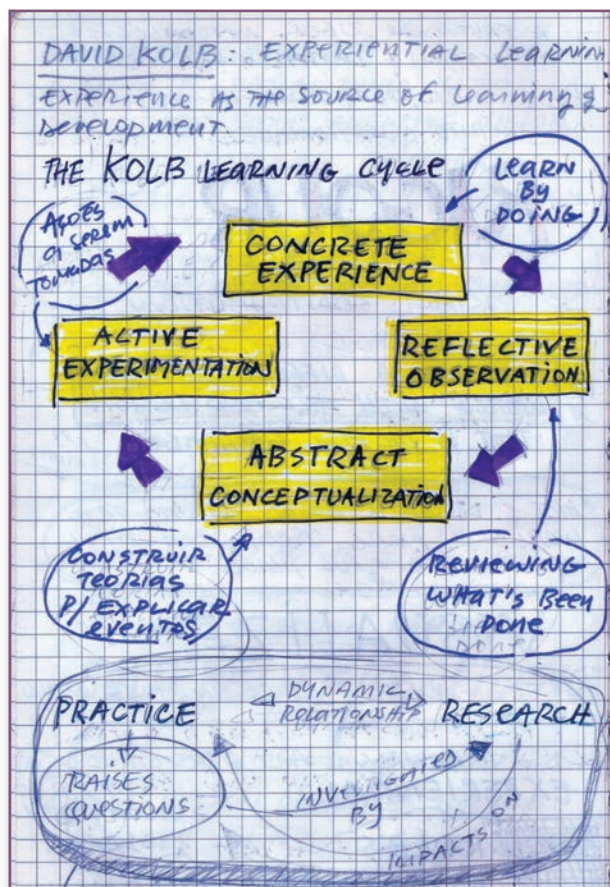 DAVID KOLB: EXPERIENTIAL LEARNING
EXPERIENCE AS THE SOURCE OF LEARNING &
DEVELOPMENT
THE KOLB LEARNING CYCLE
LEARN
BY
DOING
AÇÕES
A SEREM
TOMADAS
CONCRETE
EXPERIENCE
ACTIVE
EXPERIMENTATION
REFLECTIVE
OBSERVATION
ABSTRACT
CONCEPTUALIZATION
CONSTRUIR
TEORIAS
P/ EXPLICAR
EVENTOS
REVIEWING
WHAT'S BEEN
DONE
PRACTICE
DYNAMIC
RELATIONSHIP
RESEARCH
RAISES
QUESTIONS
INVESTIGATED
BY
IMPACTS ON